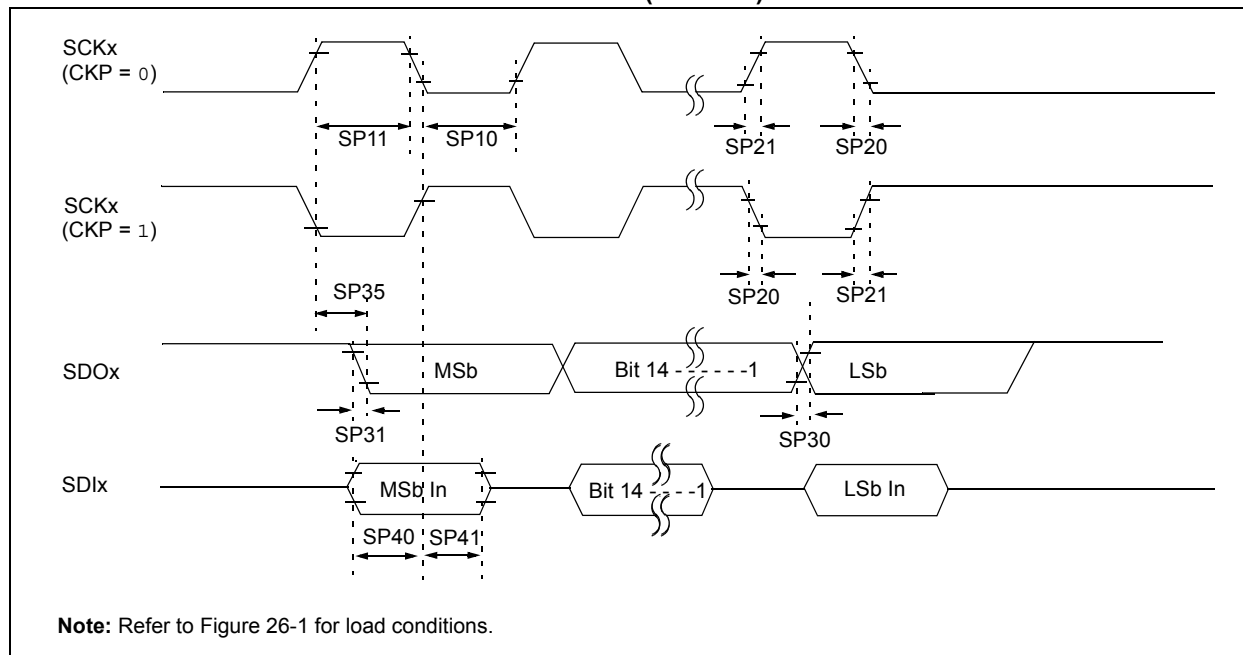 SCKx
(CKP = 0)
SP11
SP10
SP21
SP20
SCKx
(CKP = 1)
SP35
SP20
SP21
SDOx
MSb
Bit 14 - - - - - -1
LSb
SP31
SP30
SDIx
MSb In
Bit 14 - - - - -1
LSb In
SP40
SP41
Note: Refer to Figure 26-1 for load conditions.